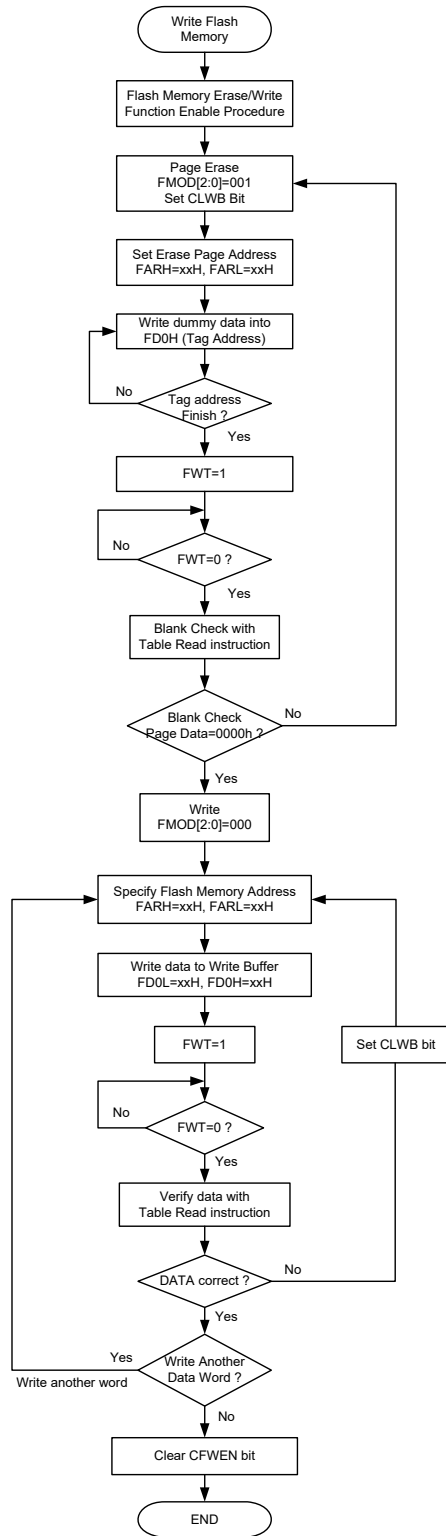 Write Flash
Memory
Flash Memory Erase/Write
Function Enable Procedure
Page Erase
FMOD[2:0]=001
Set CLWB Bit
Set Erase Page Address
FARH=xxH, FARL=xxH
Write dummy data into
FD0H (Tag Address)
No
Tag address
Finish ?
Yes
FWT=1
No
FWT=0 ?
Yes
Blank Check with
Table Read instruction
Blank Check
Page Data=0000h ?
No
Yes
Write
FMOD[2:0]=000
Specify Flash Memory Address
FARH=xxH, FARL=xxH
Write data to Write Buffer
FD0L=xxH, FD0H=xxH
FWT=1
Set CLWB bit
No
FWT=0 ?
Yes
Verify data with
Table Read instruction
DATA correct ?
No
Yes
Yes
Write another word
Write Another
Data Word ?
No
Clear CFWEN bit
END